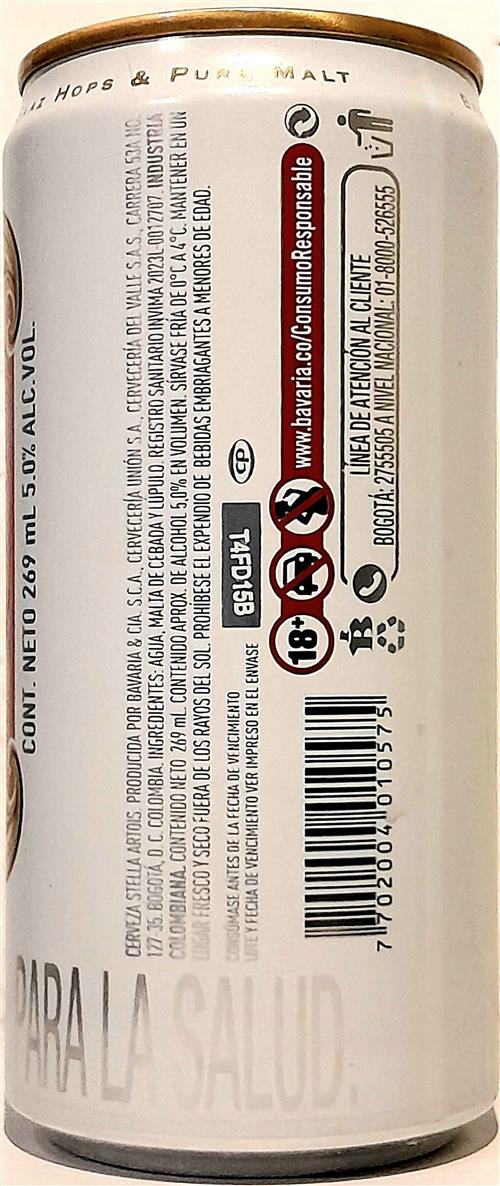 AZ HOPS & PURE MALT
CONT. NETO 269 mL 5.0% ALC.VOL.
CERVEZA STELLA ARTOIS PRODUCIDA POR BAVARIA & CIA. S.C.A., CERVECERÍA UNIÓN S.A., CERVECERÍA DEL VALLE S.A.S., CARRERA 53A NO.
127-35. BOGOTÁ, D. C. COLOMBIA. INGREDIENTES: AGUA, MALTA DE CEBADA Y LÚPULO. REGISTRO SANITARIO INVIMA 2023L-0012707. INDUSTRIA
COLOMBIANA. CONTENIDO NETO 269 mL. CONTENIDO APROX. DE ALCOHOL 5,0% EN VOLUMEN. SÍRVASE FRÍA DE 0°C A 4°C. MANTENER EN UN
LUGAR FRESCO Y SECO FUERA DE LOS RAYOS DEL SOL. PROHÍBESE EL EXPENDIO DE BEBIDAS EMBRIAGANTES A MENORES DE EDAD.
CONSÚMASE ANTES DE LA FECHA DE VENCIMIENTO
LOTE Y FECHA DE VENCIMIENTO VER IMPRESO EN EL ENVASE
T4FD15B
cp
18+
www.bavaria.co/ConsumoResponsable
B
LÍNEA DE ATENCIÓN AL CLIENTE
BOGOTÁ: 2755505 A NIVEL NACIONAL: 01-8000-526555
7 702004 010575
PARA LA SALUD.